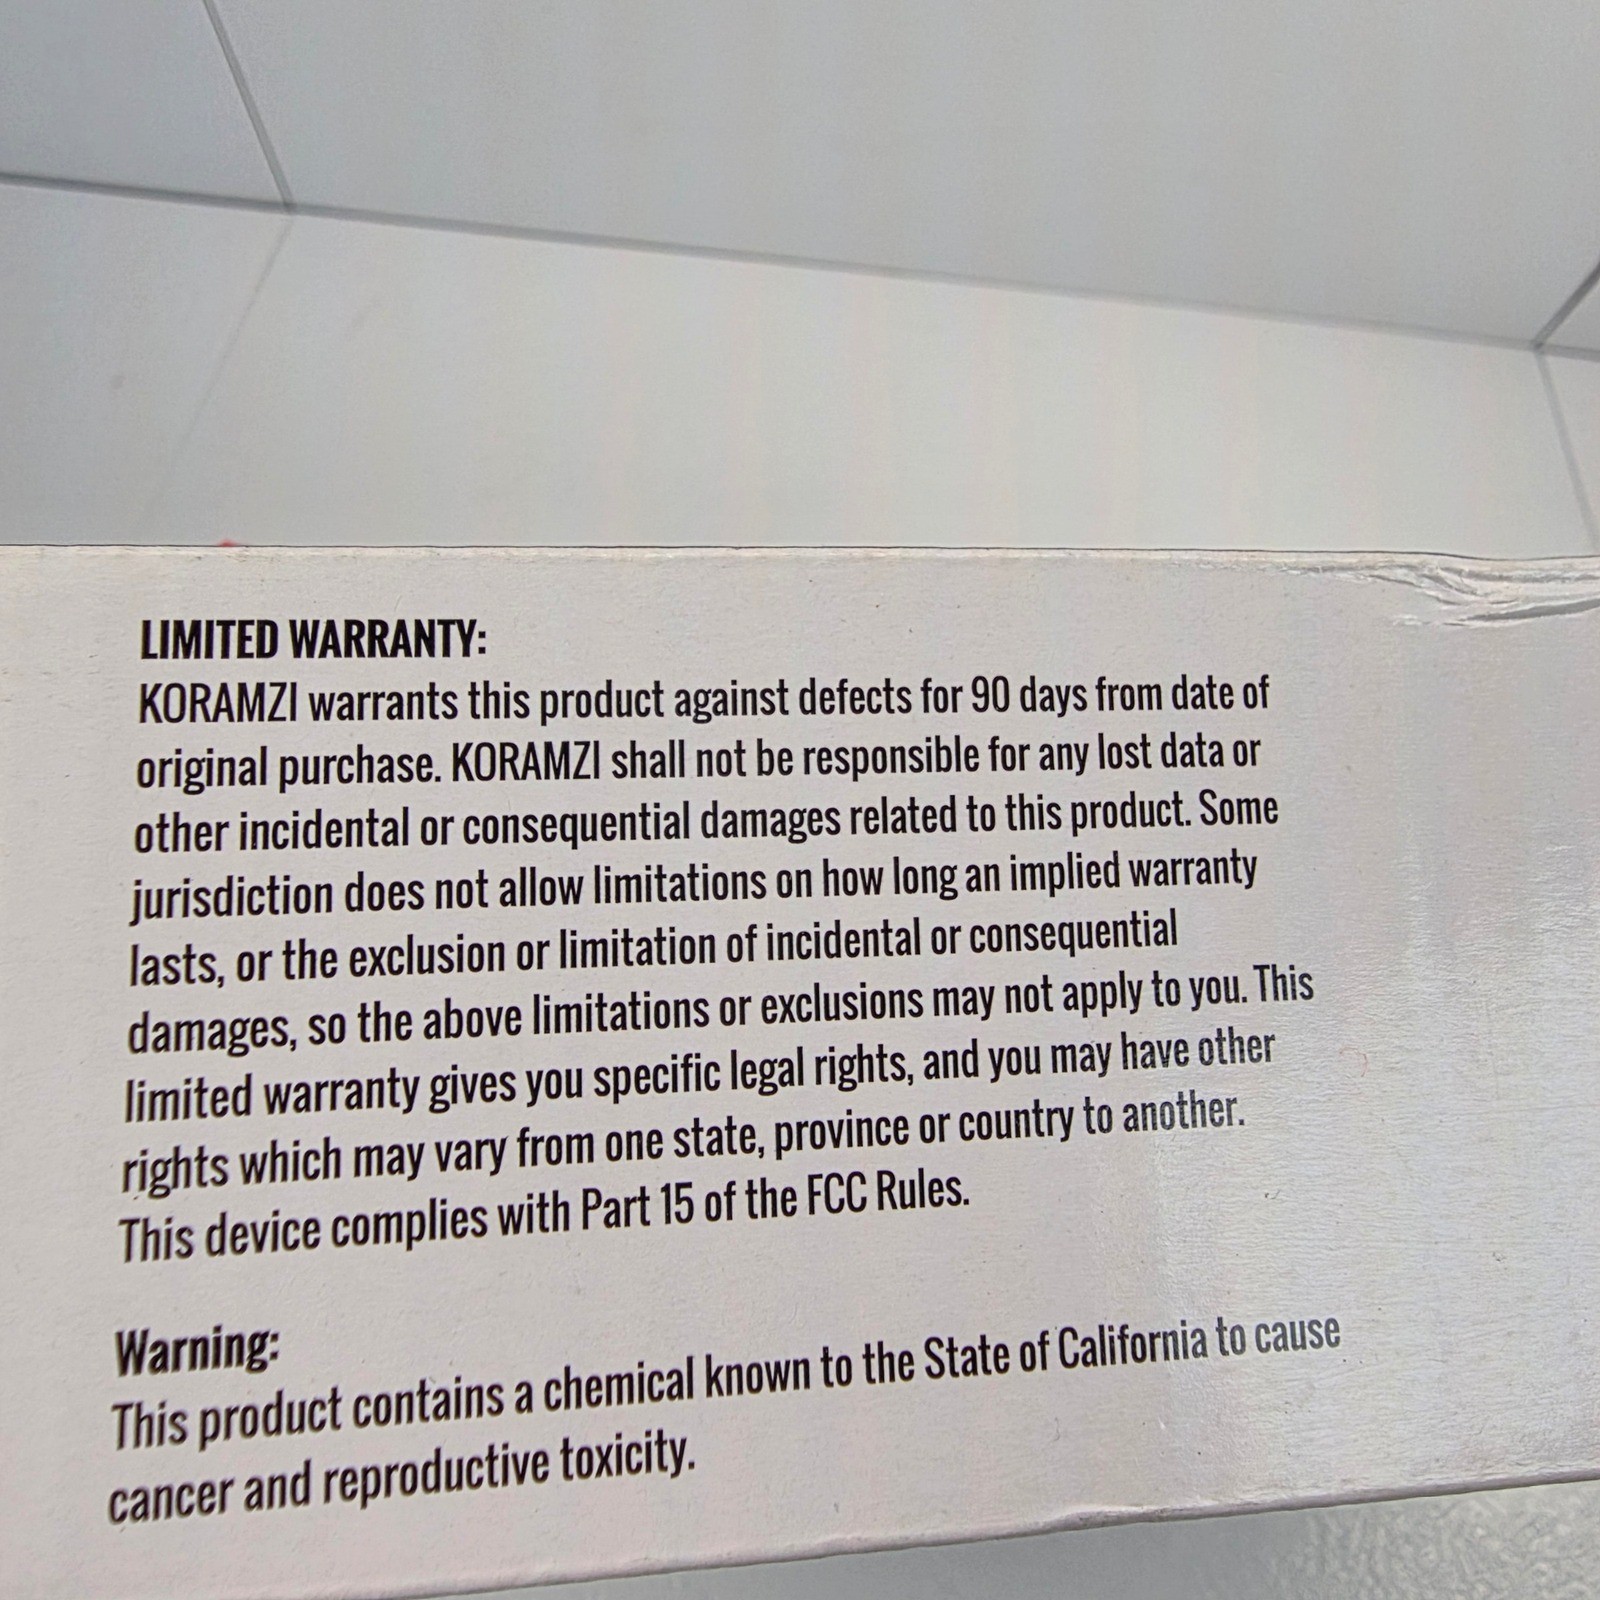 LIMITED WARRANTY:
KORAMZI warrants this product against defects for 90 days from date of
original purchase. KORAMZI shall not be responsible for any lost data or
other incidental or consequential damages related to this product. Some
jurisdiction does not allow limitations on how long an implied warranty
lasts, or the exclusion or limitation of incidental or consequential
damages, so the above limitations or exclusions may not apply to you. This
limited warranty gives you specific legal rights, and you may have other
rights which may vary from one state, province or country to another.
This device complies with Part 15 of the FCC Rules.
Warning:
This product contains a chemical known to the State of California to cause
cancer and reproductive toxicity.